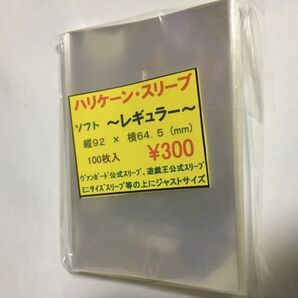 ハリケーン・スリーブ
ソフト ～レギュラー～
縦92 × 横64.5 (mm)
100枚入 ¥300
ヴァンガード公式スリーブ、遊戯王公式スリーブ
ミニサイズスリーブ等の上にジャストサイズ